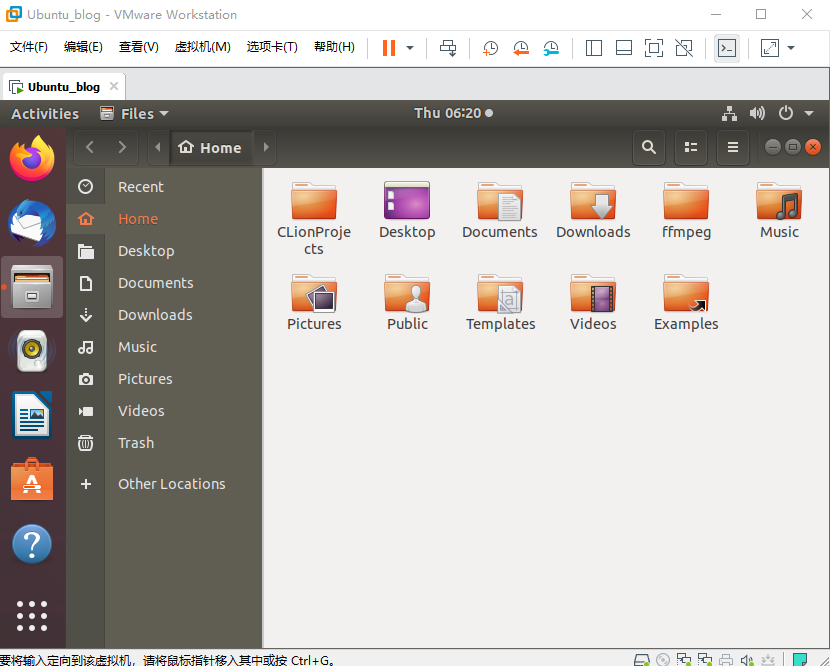 Ubuntu_blog - VMware Workstation
文件(F) 编辑(E) 查看(V) 虚拟机(M) 选项卡(T) 帮助(H)
Ubuntu_blog
Activities Files Thu 06:20
Home
Recent
Home
Desktop
Documents
Downloads
Music
Pictures
Videos
Trash
+ Other Locations
CLionProje
cts
Desktop
Documents
Downloads
ffmpeg
Music
Pictures
Public
Templates
Videos
Examples
要将输入定向到该虚拟机，请将鼠标指针移入其中或按 Ctrl+G。